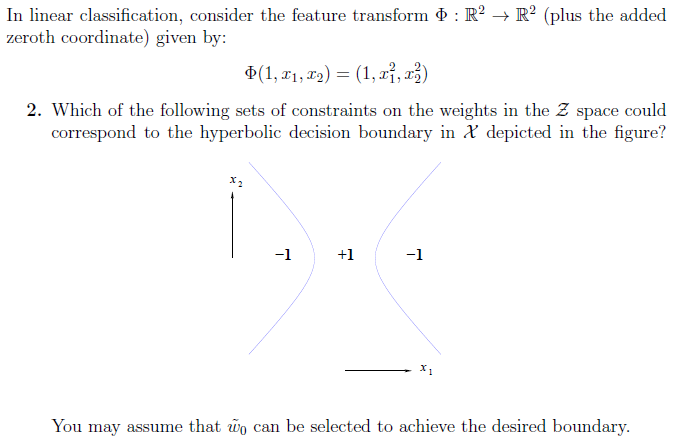 In linear classification, consider the feature transform Φ : ℝ² → ℝ² (plus the added
zeroth coordinate) given by:
Φ(1, x₁, x₂) = (1, x₁², x₂²)
2. Which of the following sets of constraints on the weights in the 𝒵 space could
correspond to the hyperbolic decision boundary in 𝒳 depicted in the figure?
x₂
−1 +1 −1
x₁
You may assume that w̃₀ can be selected to achieve the desired boundary.